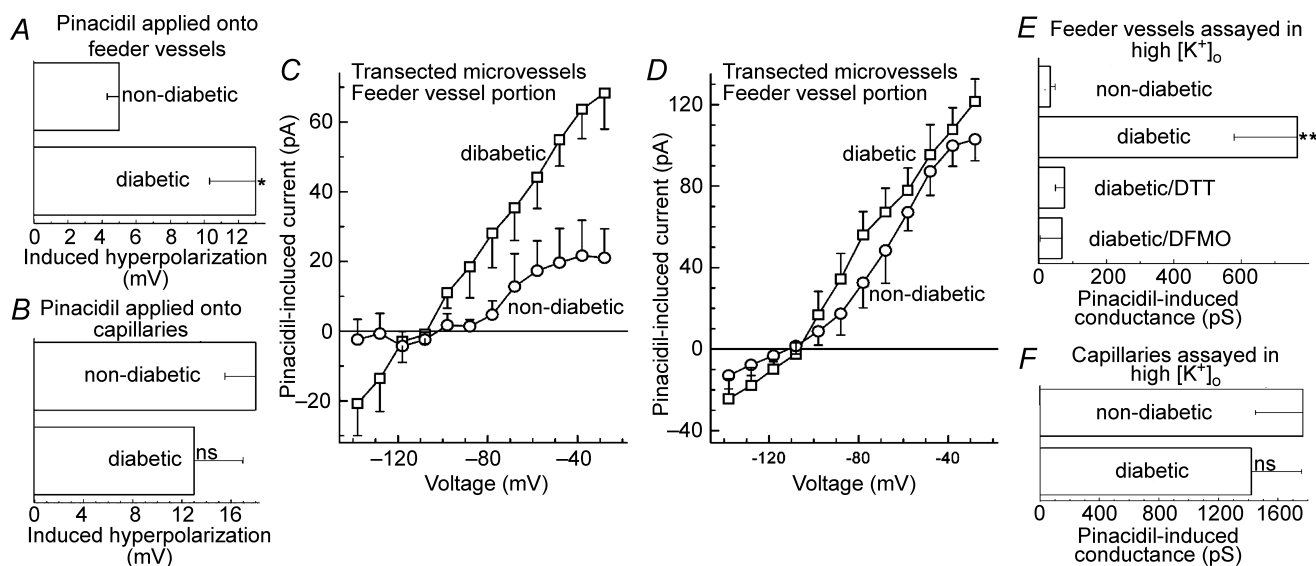 A
Pinacidil applied onto
feeder vessels
non-diabetic
diabetic
*
0 2 4 6 8 10 12
Induced hyperpolarization
(mV)
B
Pinacidil applied onto
capillaries
non-diabetic
diabetic
ns
0 4 8 12 16
Induced hyperpolarization
(mV)
C
Transected microvessels
Feeder vessel portion
Pinacidil-included current (pA)
60
40
20
0
–20
dibabetic
non-diabetic
–120 –80 –40
Voltage (mV)
D
Transected microvessels
Feeder vessel portion
Pinacidil-included current (pA)
120
80
40
0
–40
diabetic
non-diabetic
-120 -80 -40
Voltage (mV)
E
Feeder vessels assayed in
high [K+]o
non-diabetic
diabetic
**
diabetic/DTT
diabetic/DFMO
0 200 400 600
Pinacidil-induced
conductance (pS)
F
Capillaries assayed in
high [K+]o
non-diabetic
diabetic
ns
0 400 800 1200 1600
Pinacidil-induced
conductance (pS)